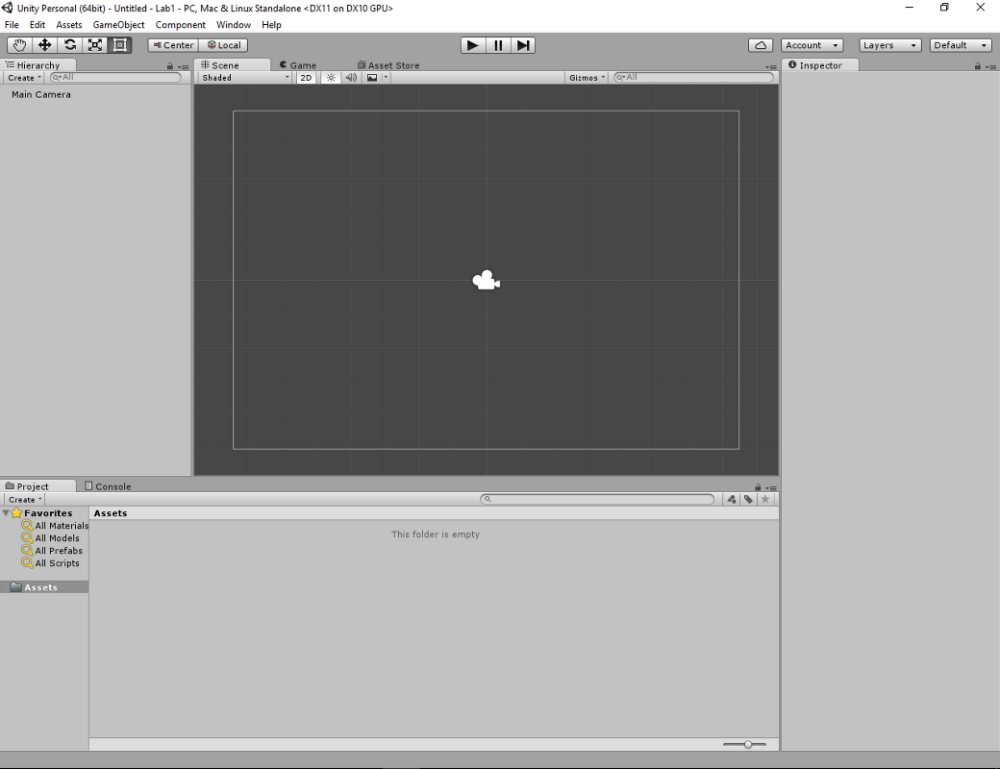 Unity Personal (64bit) - Untitled - Lab1 - PC, Mac & Linux Standalone <DX11 on DX10 GPU>
File Edit Assets GameObject Component Window Help
Center Local Account Layers Default
Hierarchy
Create All
Main Camera
Scene Game Asset Store
Shaded 2D Gizmos All
Inspector
Project Console
Create
Favorites
All Materials
All Models
All Prefabs
All Scripts
Assets
Assets
This folder is empty